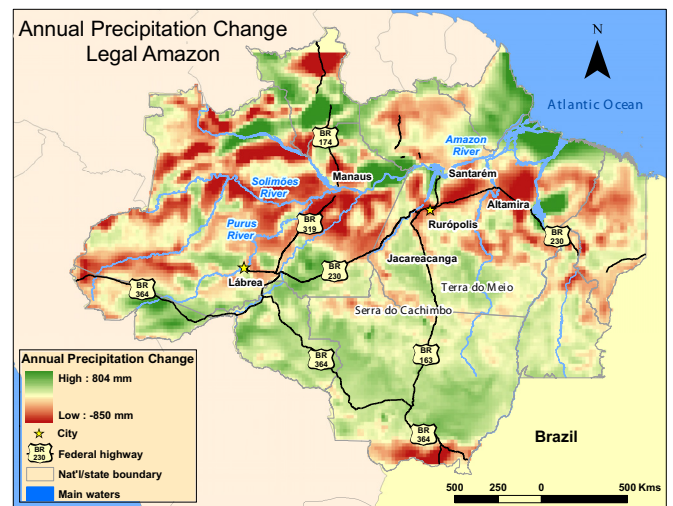 Annual Precipitation Change
Legal Amazon
N
Atlantic Ocean
Amazon
River
BR
174
Manaus
Santarém
Solimões
River
Altamira
Purus
River
BR
319
Rurópolis
BR
230
Jacareacanga
BR
230
Lábrea
BR
364
Terra do Meio
Serra do Cachimbo
BR
364
BR
163
BR
364
Brazil
Annual Precipitation Change
High : 804 mm
Low : -850 mm
City
BR
230
Federal highway
Nat'l/state boundary
Main waters
500 250 0 500 Kms